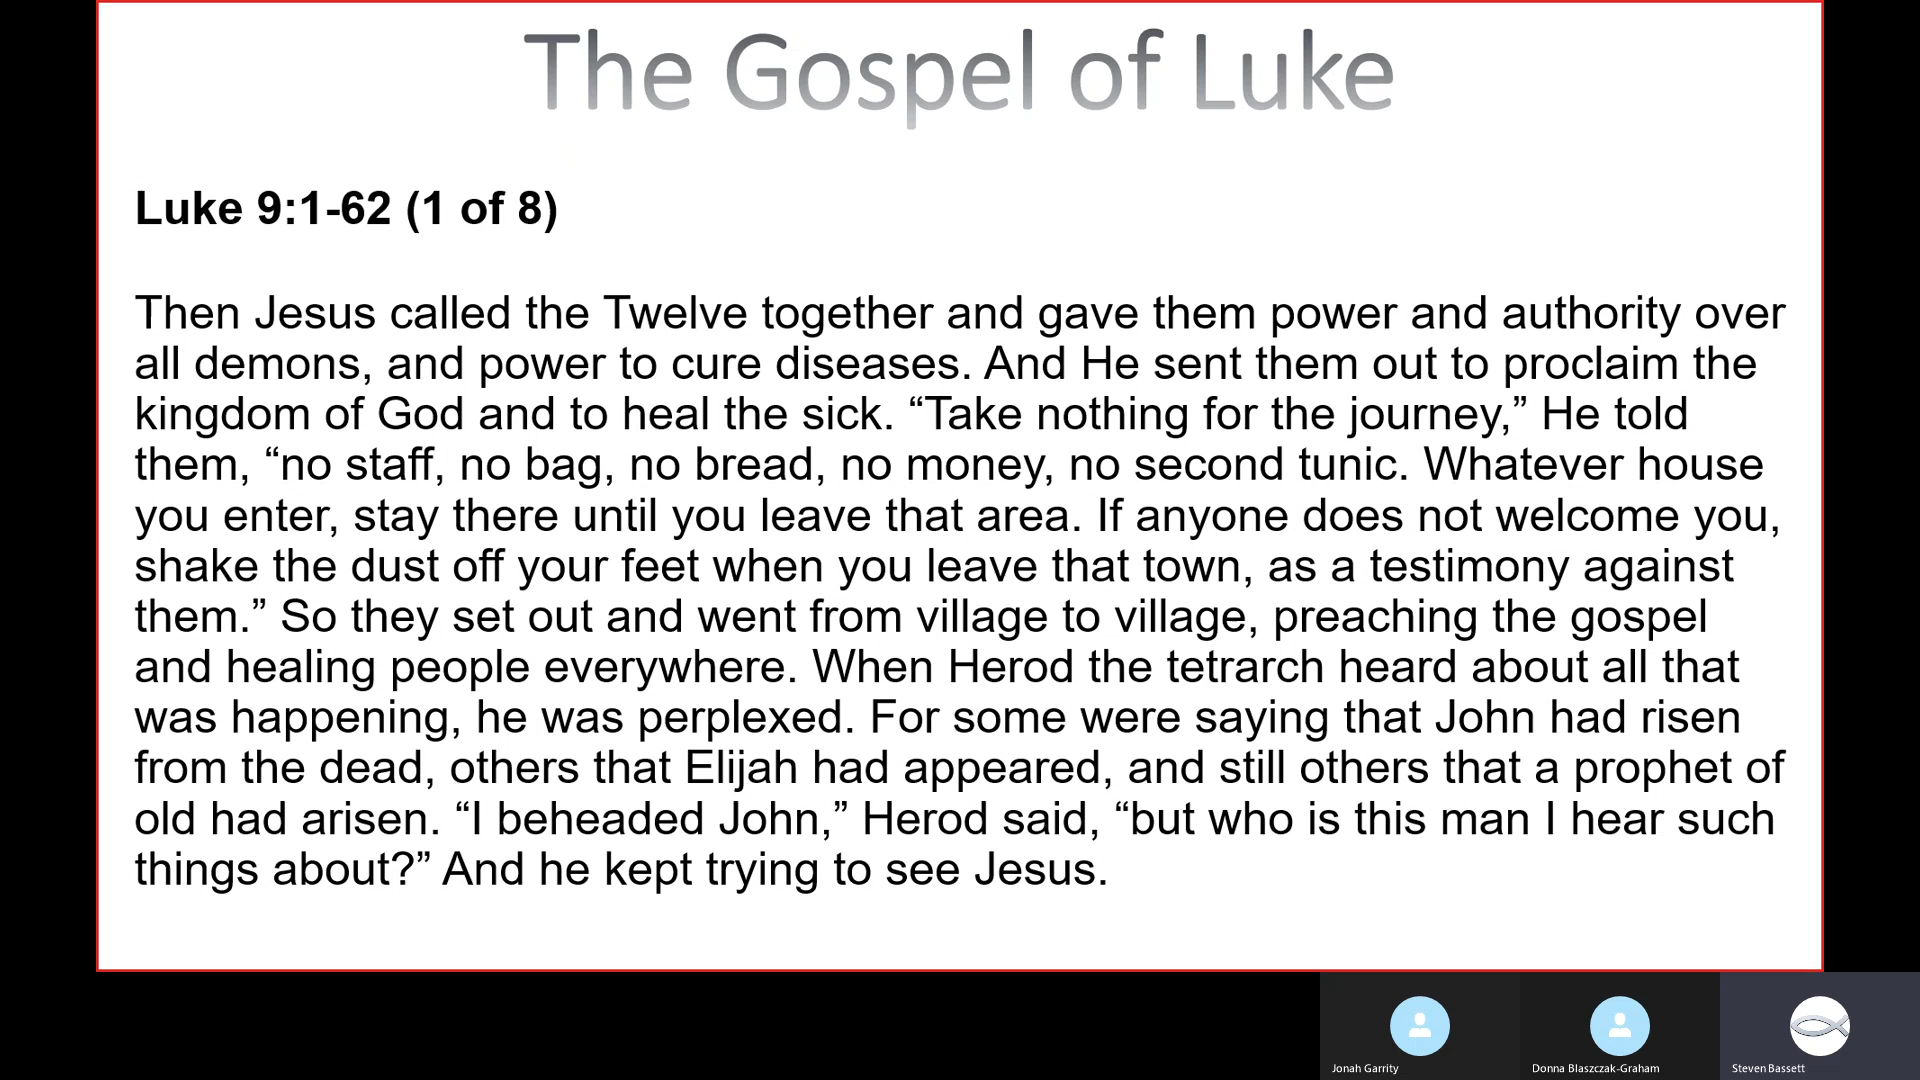 The Gospel of Luke
Luke 9:1-62 (1 of 8)
Then Jesus called the Twelve together and gave them power and authority over
all demons, and power to cure diseases. And He sent them out to proclaim the
kingdom of God and to heal the sick. “Take nothing for the journey,” He told
them, “no staff, no bag, no bread, no money, no second tunic. Whatever house
you enter, stay there until you leave that area. If anyone does not welcome you,
shake the dust off your feet when you leave that town, as a testimony against
them.” So they set out and went from village to village, preaching the gospel
and healing people everywhere. When Herod the tetrarch heard about all that
was happening, he was perplexed. For some were saying that John had risen
from the dead, others that Elijah had appeared, and still others that a prophet of
old had arisen. “I beheaded John,” Herod said, “but who is this man I hear such
things about?” And he kept trying to see Jesus.
Jonah Garrity
Donna Blaszczak-Graham
Steven Bassett